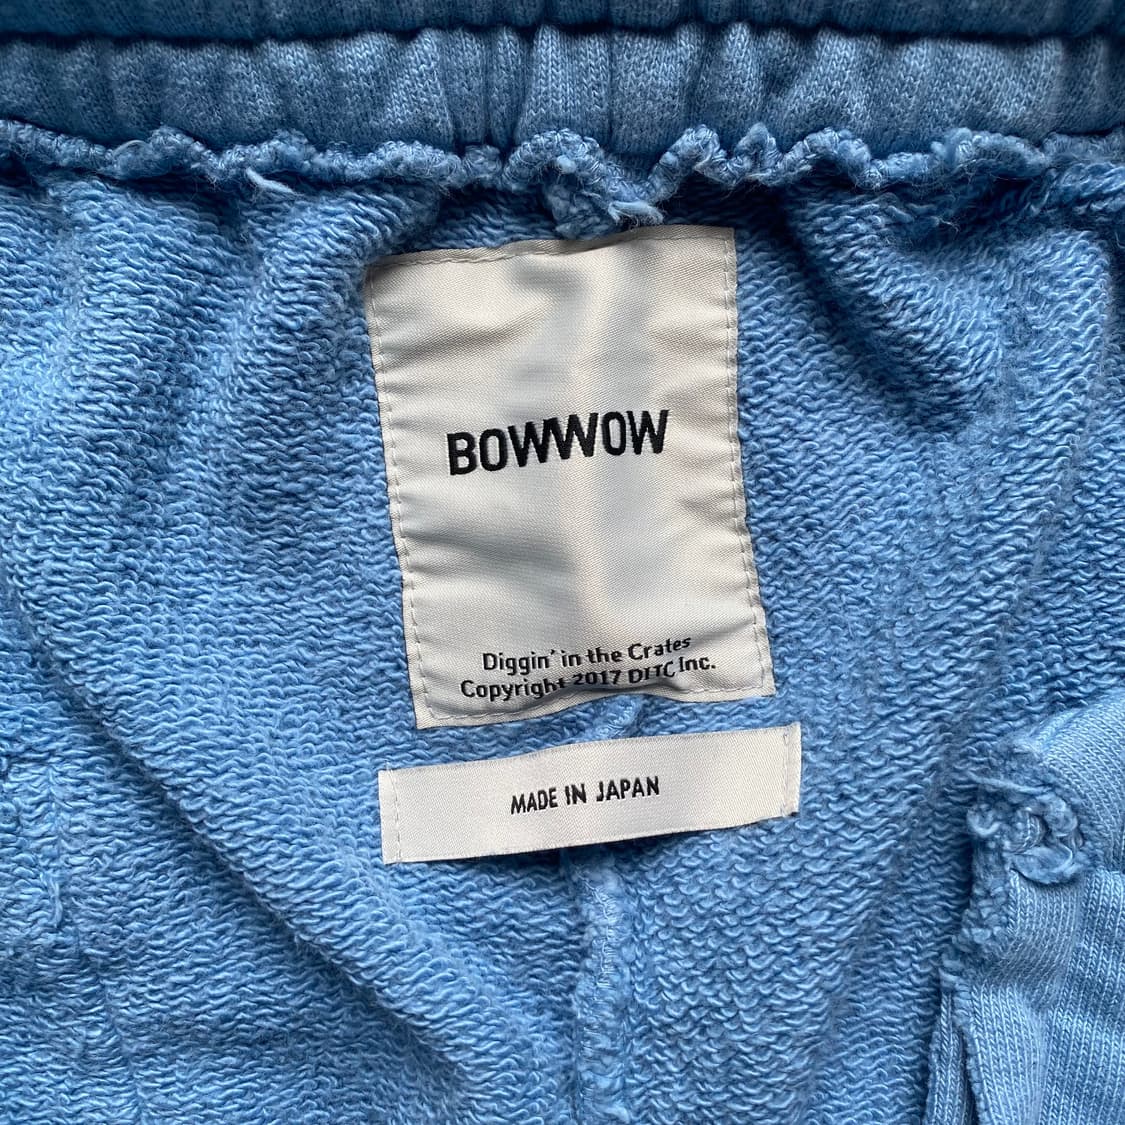 BOWWOW
Diggin' in the Crates
Copyright 2017 DITC Inc.
MADE IN JAPAN